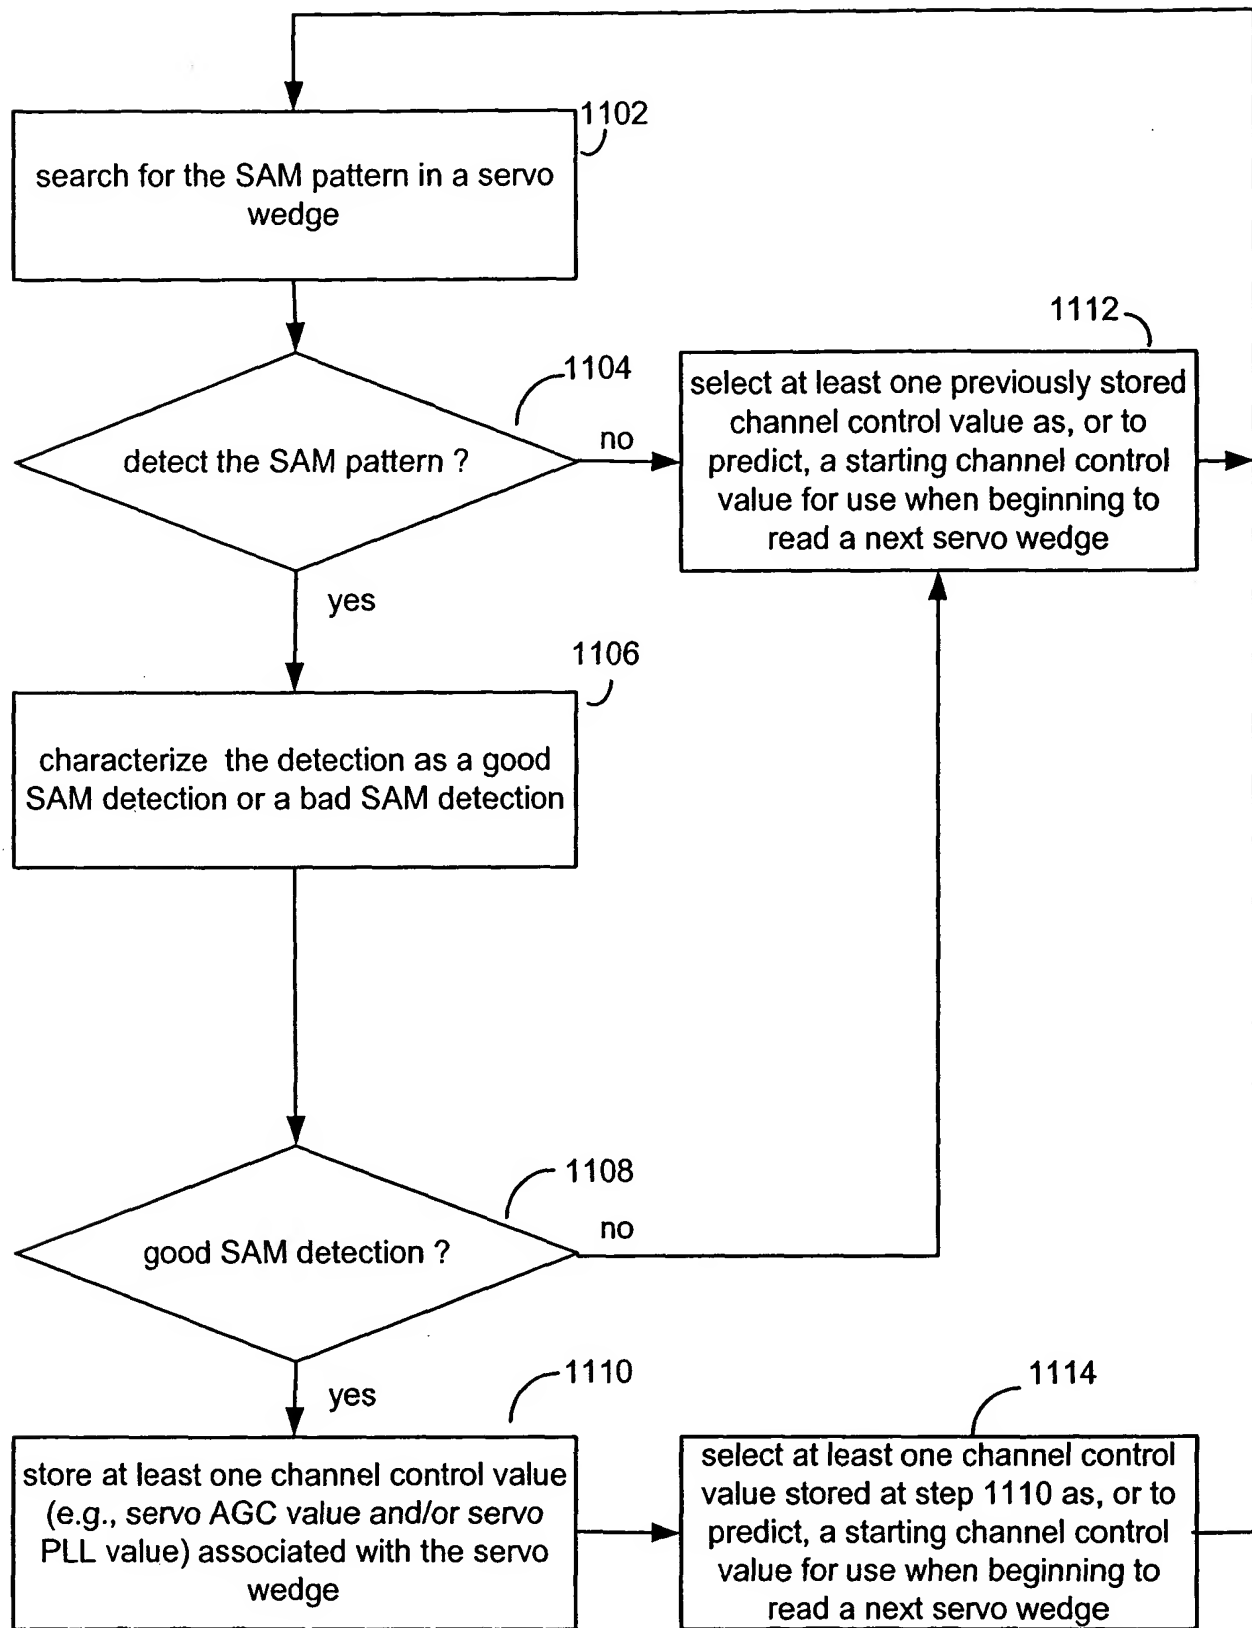 1102
search for the SAM pattern in a servo
wedge
1104
detect the SAM pattern ?
no
1112
select at least one previously stored
channel control value as, or to
predict, a starting channel control
value for use when beginning to
read a next servo wedge
yes
1106
characterize the detection as a good
SAM detection or a bad SAM detection
1108
good SAM detection ?
no
yes
1110
store at least one channel control value
(e.g., servo AGC value and/or servo
PLL value) associated with the servo
wedge
1114
select at least one channel control
value stored at step 1110 as, or to
predict, a starting channel control
value for use when beginning to
read a next servo wedge